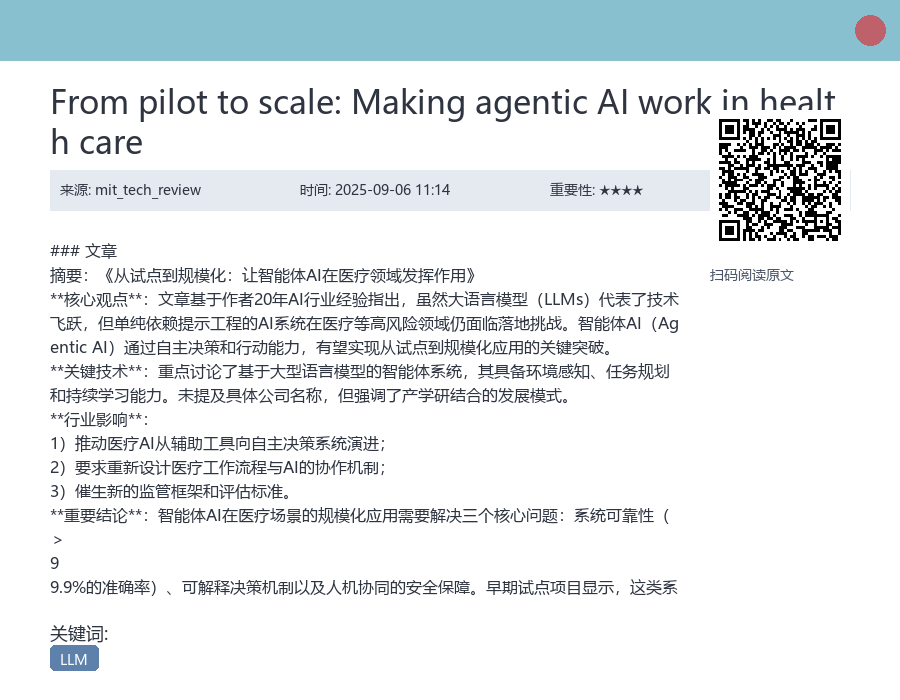 From pilot to scale: Making agentic AI work in healt
h care
来源: mit_tech_review
时间: 2025-09-06 11:14
重要性: ★★★★
### 文章
摘要：《从试点到规模化：让智能体AI在医疗领域发挥作用》
**核心观点**：文章基于作者20年AI行业经验指出，虽然大语言模型（LLMs）代表了技术
飞跃，但单纯依赖提示工程的AI系统在医疗等高风险领域仍面临落地挑战。智能体AI（Ag
entic AI）通过自主决策和行动能力，有望实现从试点到规模化应用的关键突破。
**关键技术**：重点讨论了基于大型语言模型的智能体系统，其具备环境感知、任务规划
和持续学习能力。未提及具体公司名称，但强调了产学研结合的发展模式。
**行业影响**：
1）推动医疗AI从辅助工具向自主决策系统演进；
2）要求重新设计医疗工作流程与AI的协作机制；
3）催生新的监管框架和评估标准。
**重要结论**：智能体AI在医疗场景的规模化应用需要解决三个核心问题：系统可靠性（
>
9
9.9%的准确率）、可解释决策机制以及人机协同的安全保障。早期试点项目显示，这类系
扫码阅读原文
关键词:
LLM